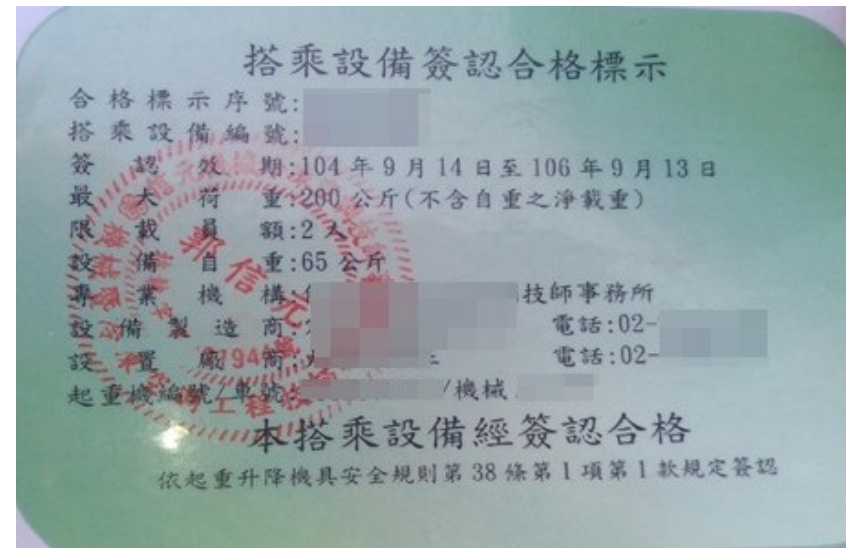 搭乘設備簽認合格標示
合格標示序號:
搭乘設備編號:
簽認效期:104年9月14日至106年9月13日
最大荷重:200公斤(不含自重之淨載重)
限載員額:2人
設備自重:65公斤
專業機構: 技師事務所
設備製造商: 電話:02-
設置廠商: 電話:02-
起重機編號/車號: /機械
郭信元
本搭乘設備經簽認合格
依起重升降機具安全規則第38條第1項第1款規定簽認